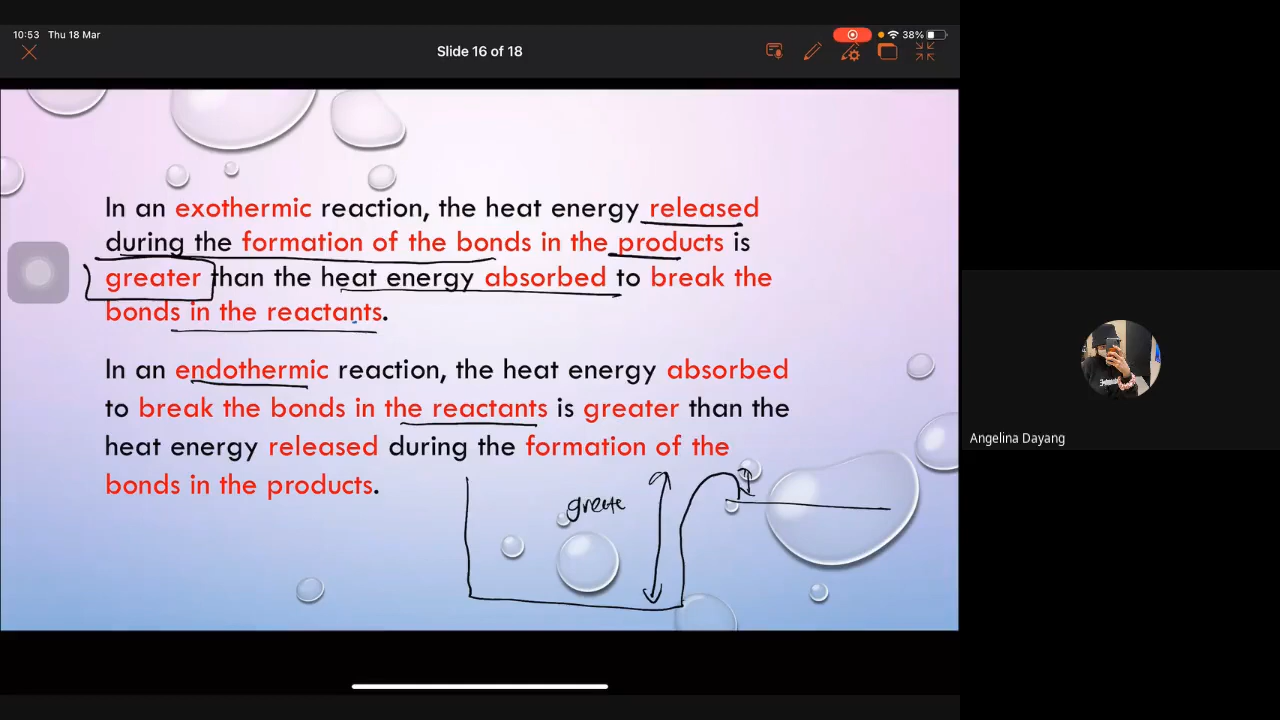 10:53 Thu 18 Mar
38%
Slide 16 of 18
In an exothermic reaction, the heat energy released
during the formation of the bonds in the products is
greater than the heat energy absorbed to break the
bonds in the reactants.
In an endothermic reaction, the heat energy absorbed
to break the bonds in the reactants is greater than the
heat energy released during the formation of the
bonds in the products.
greate
Angelina Dayang